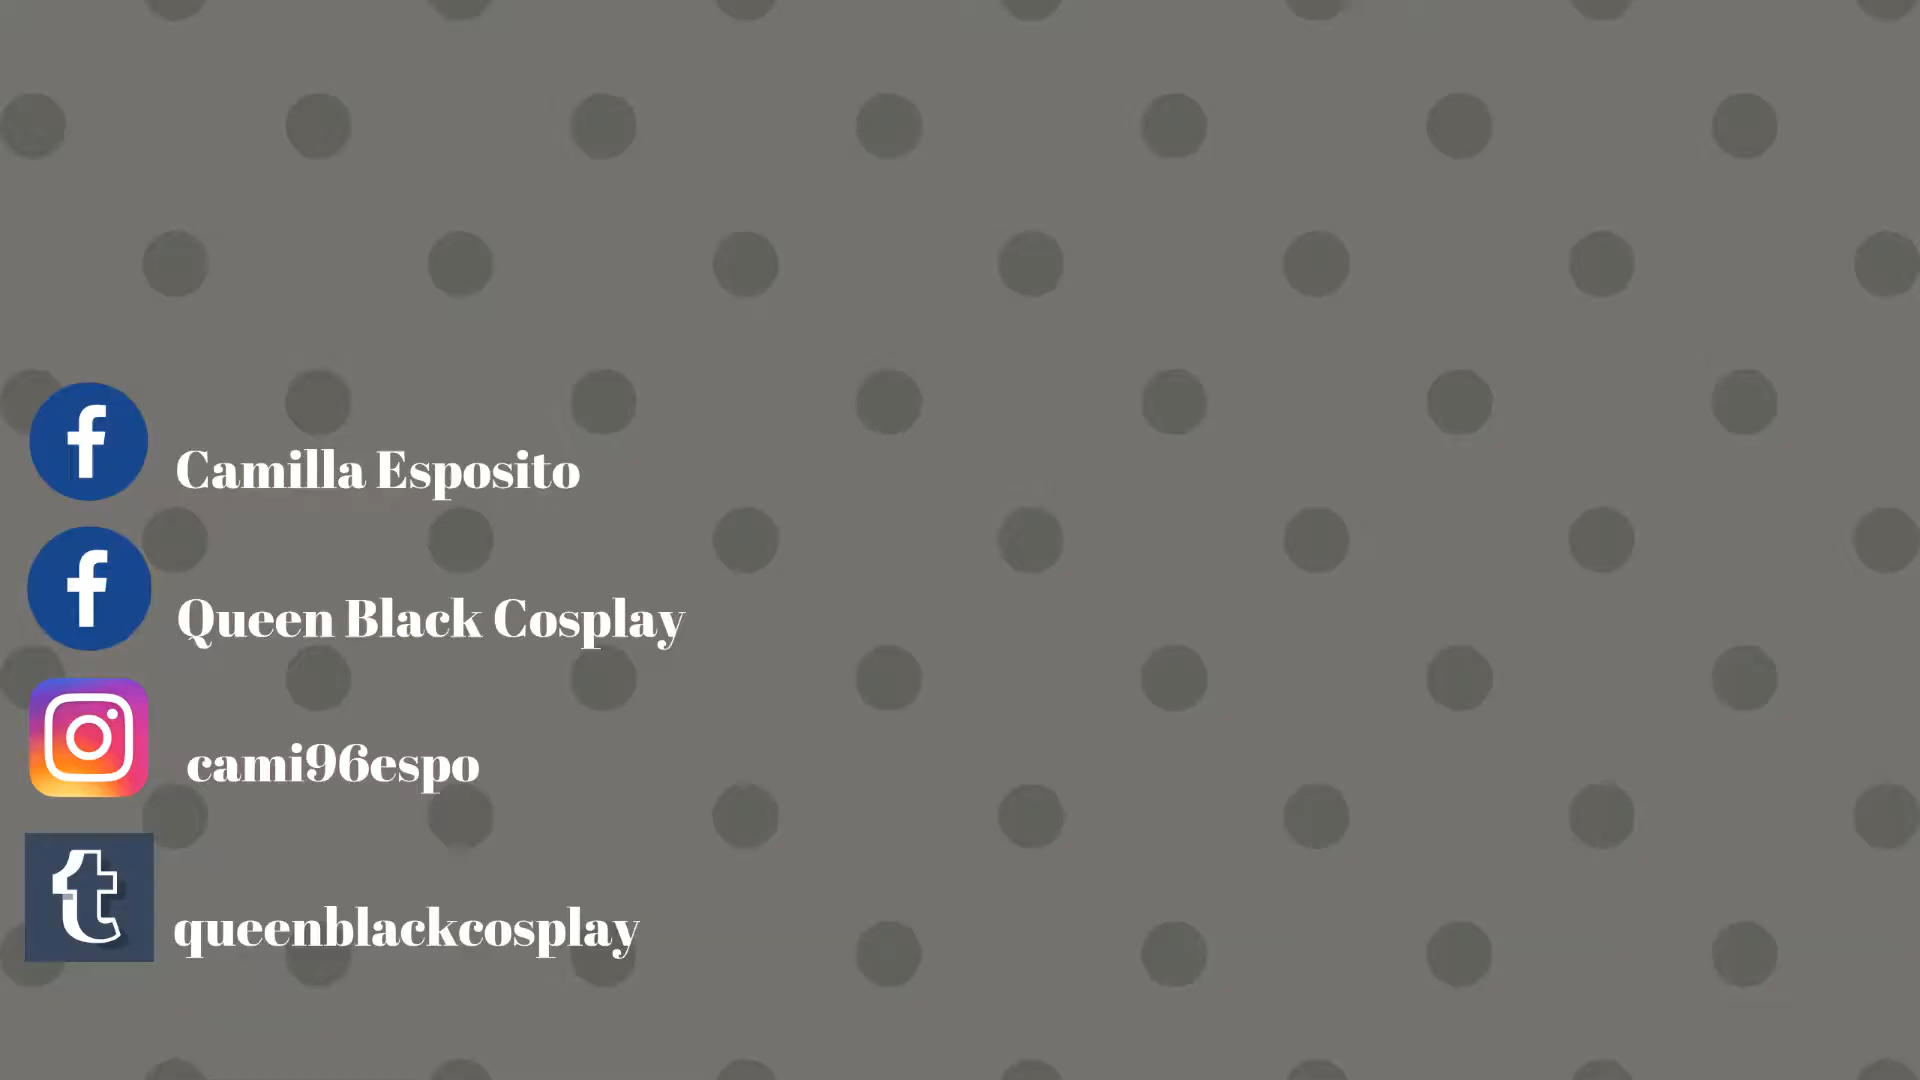 Camilla Esposito
Queen Black Cosplay
cami96espo
queenblackcosplay